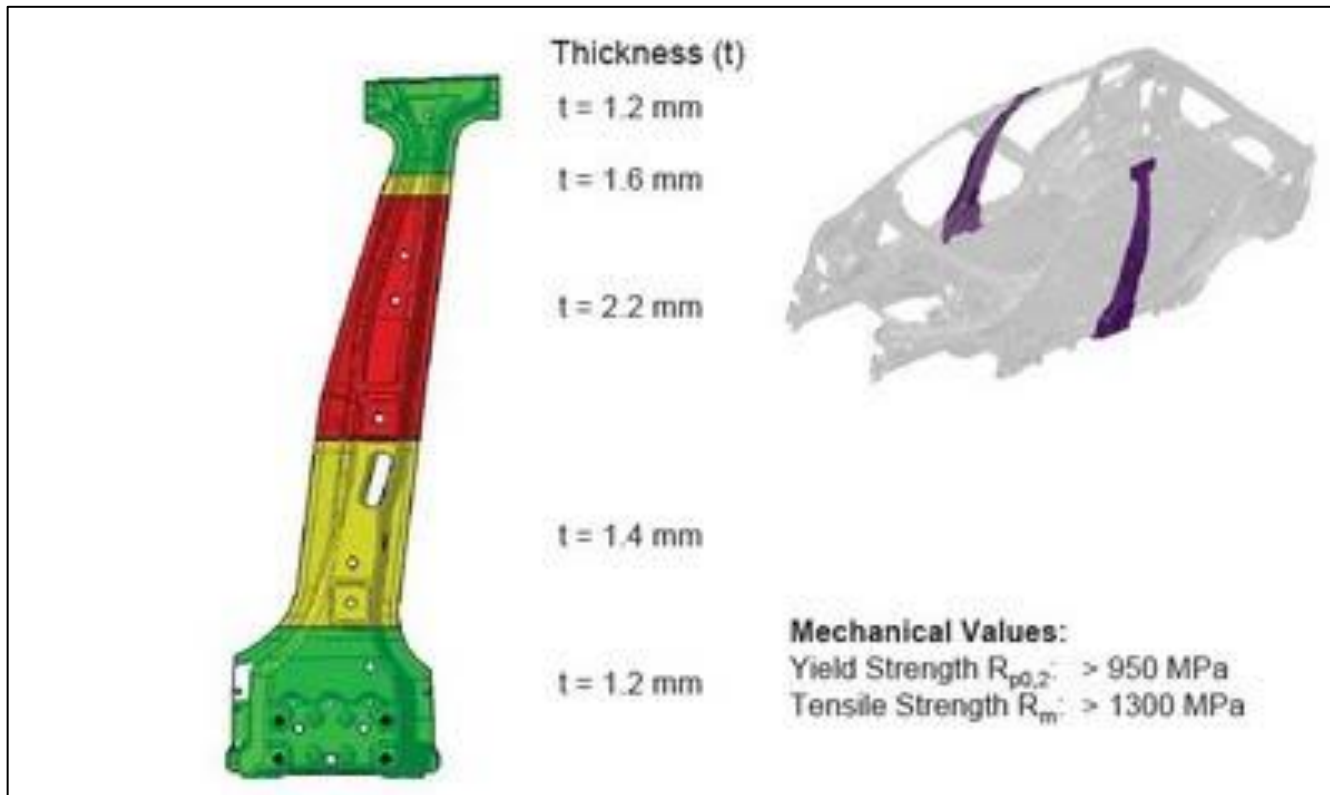 Thickness (t)
t = 1.2 mm
t = 1.6 mm
t = 2.2 mm
t = 1.4 mm
t = 1.2 mm
Mechanical Values:
Yield Strength Rp0,2: > 950 MPa
Tensile Strength Rm: > 1300 MPa